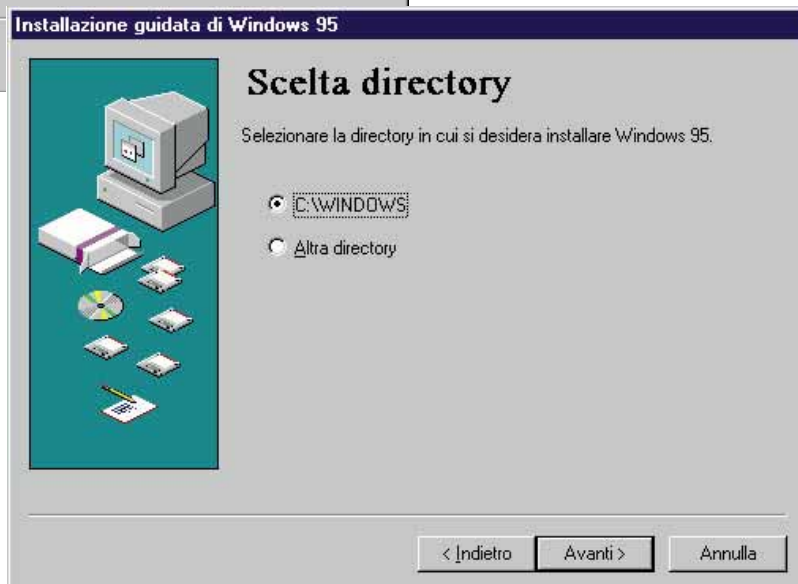 Installazione guidata di Windows 95
Scelta directory
Selezionare la directory in cui si desidera installare Windows 95.
C:\WINDOWS
Altra directory
< Indietro
Avanti >
Annulla